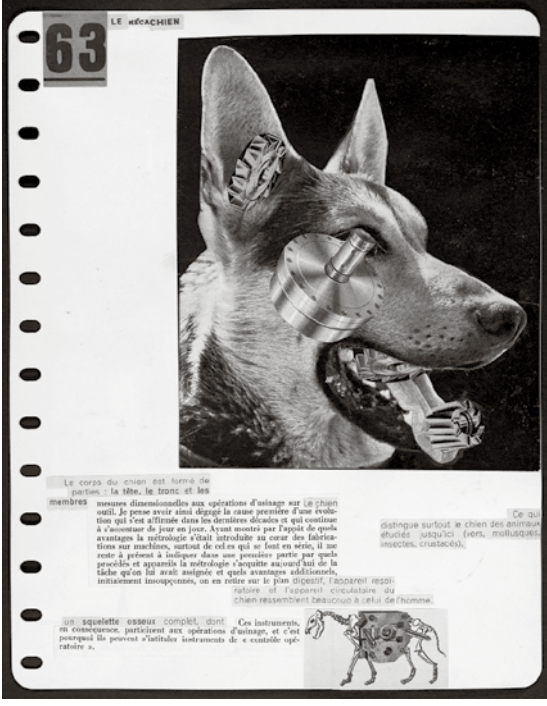 63
LE MÉCACHIEN
Le corps du chien est formé de
parties : la tête, le tronc et les
membres mesures dimensionnelles aux opérations d'usinage sur Le chien
outil. Je pense avoir ainsi dégagé la cause première d'une évolu-
tion qui s'est affirmée dans les dernières décades et qui continue
à s'accentuer de jour en jour. Ayant montré par l'appât de quels
avantages la métrologie s'était introduite au cœur des fabrica-
tions sur machines, surtout de celles qui se font en série, il me
reste à présent à indiquer dans une première partie par quels
procédés et appareils la métrologie s'acquitte aujourd'hui de la
tâche qu'on lui avait assignée et quels avantages additionnels,
initialement insoupçonnés, on en retire sur le plan digestif, l'appareil respi-
ratoire et l'appareil circulatoire du
chien ressemblent beaucoup à celui de l'homme.
Ce qui
distingue surtout le chien des animaux
étudiés jusqu'ici (vers, mollusques,
insectes, crustacés),
un squelette osseux complet, dont Ces instruments,
en conséquence, participent aux opérations d'usinage, et c'est
pourquoi ils peuvent s'intituler instruments de « contrôle opé-
ratoire ».